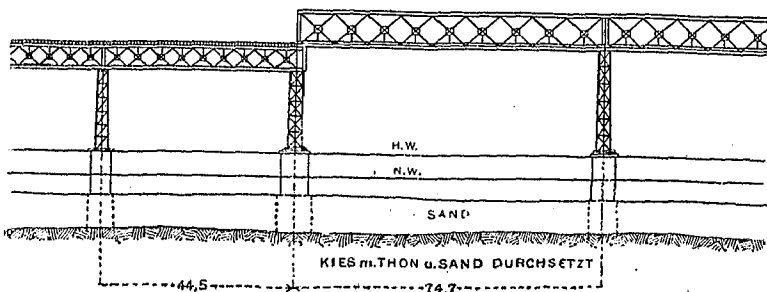 H.W.
N.W.
SAND
KIES m. THON u. SAND DURCHSETZT
44,5 74,7